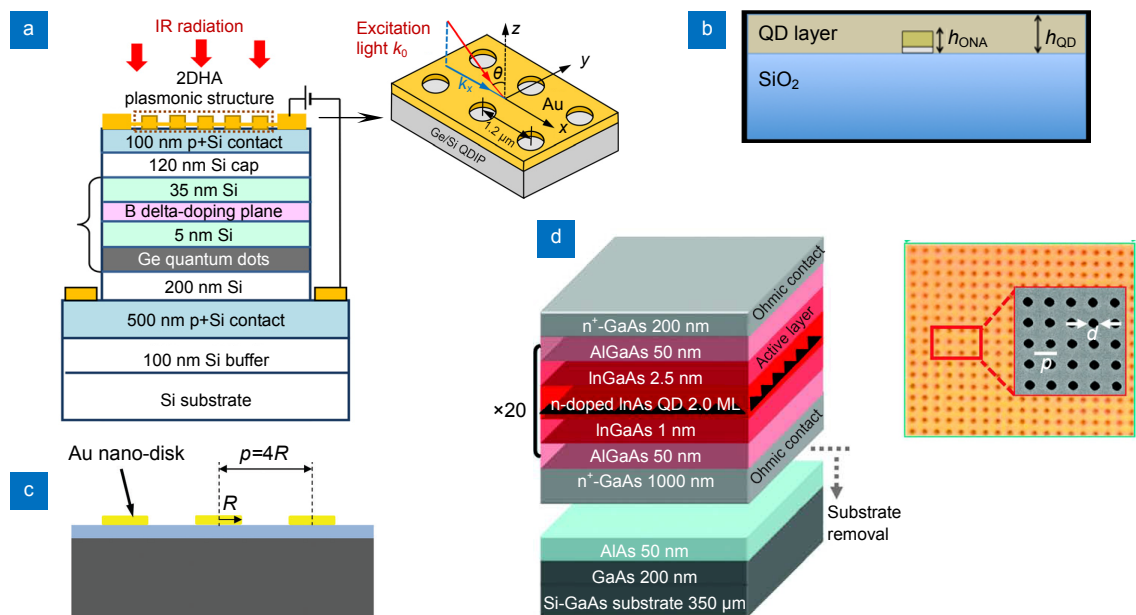 a
IR radiation
2DHA
plasmonic structure
100 nm p+Si contact
120 nm Si cap
35 nm Si
B delta-doping plane
5 nm Si
Ge quantum dots
200 nm Si
500 nm p+Si contact
100 nm Si buffer
Si substrate
Excitation
light k₀
z
θ
y
kₓ
Au
x
1.2 μm
Ge/Si QDIP
b
QD layer
h_ONA
h_QD
SiO₂
c
Au nano-disk
p=4R
R
d
Ohmic contact
n⁺-GaAs 200 nm
AlGaAs 50 nm
Active layer
InGaAs 2.5 nm
×20
n-doped InAs QD 2.0 ML
InGaAs 1 nm
AlGaAs 50 nm
Ohmic contact
n⁺-GaAs 1000 nm
Substrate
removal
AlAs 50 nm
GaAs 200 nm
Si-GaAs substrate 350 μm
d
p